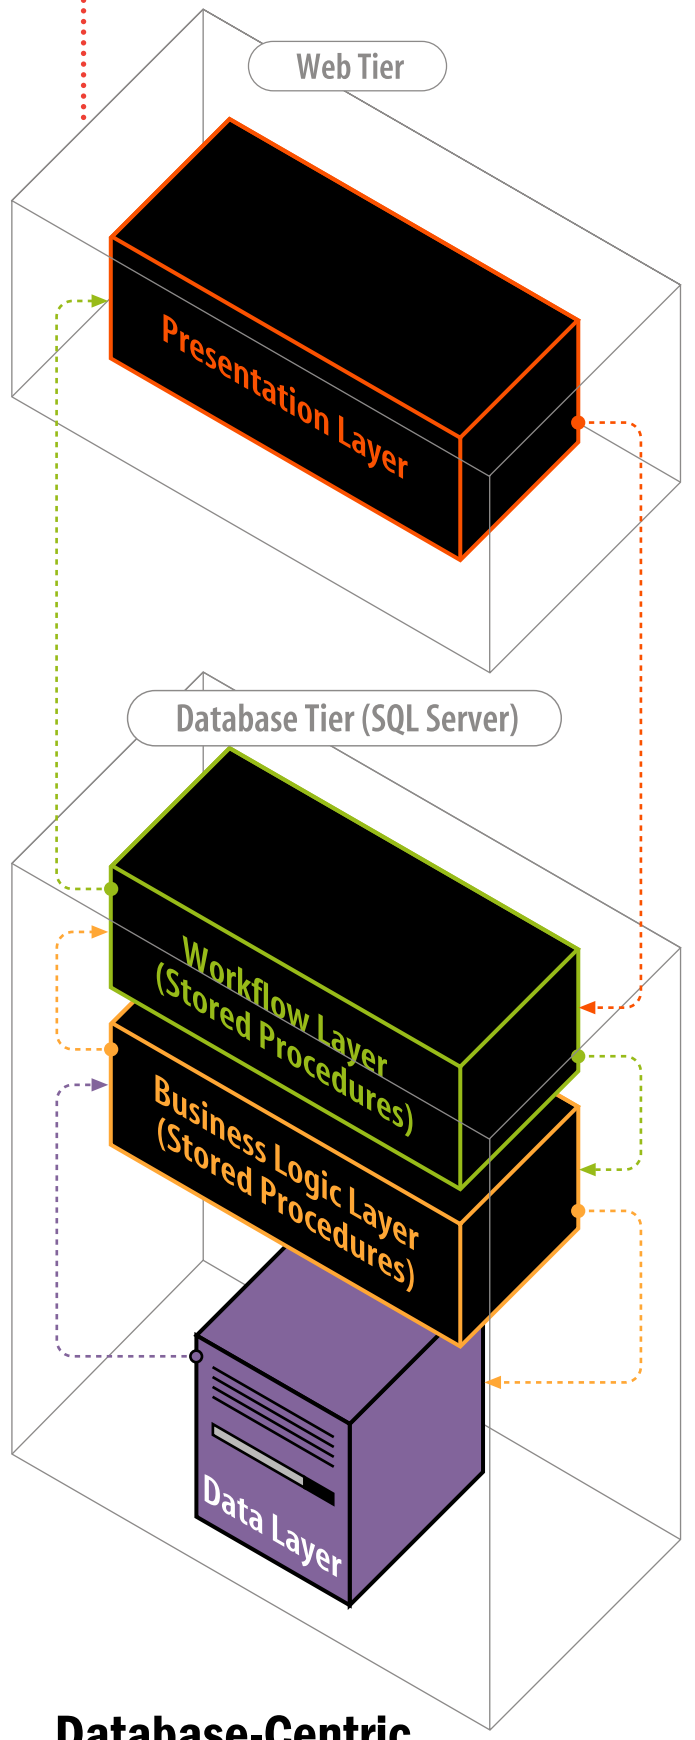 Web Tier
Presentation Layer
Database Tier (SQL Server)
Workflow Layer
(Stored Procedures)
Business Logic Layer
(Stored Procedures)
Data Layer
Database-Centric